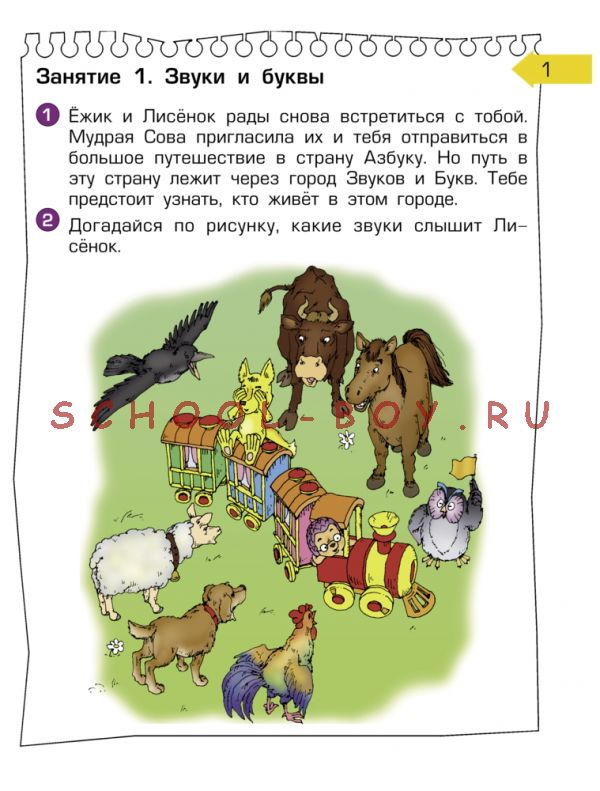 Занятие 1. Звуки и буквы
1
1 Ёжик и Лисёнок рады снова встретиться с тобой.
Мудрая Сова пригласила их и тебя отправиться в
большое путешествие в страну Азбуку. Но путь в
эту страну лежит через город Звуков и Букв. Тебе
предстоит узнать, кто живёт в этом городе.
2 Догадайся по рисунку, какие звуки слышит Ли-
сёнок.
SCHOOL-BOY.RU